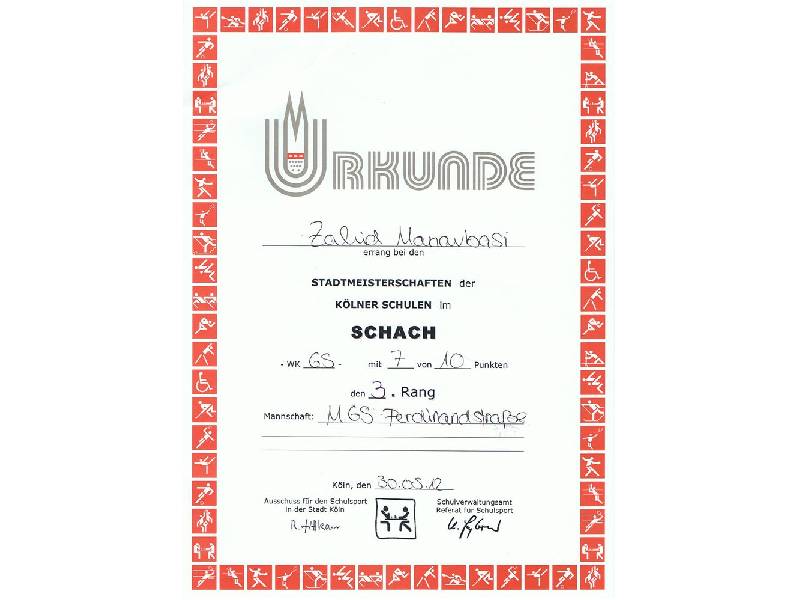 URKUNDE
Zalid Manavbasi
errang bei den
STADTMEISTERSCHAFTEN der
KÖLNER SCHULEN im
SCHACH
- WK GS - mit 7 von 10 Punkten
den 3. Rang
Mannschaft: MGS Ferdinandstraße
Köln, den 30.05.12
Ausschuss für den Schulsport
in der Stadt Köln
Schulverwaltungsamt
Referat für Schulsport